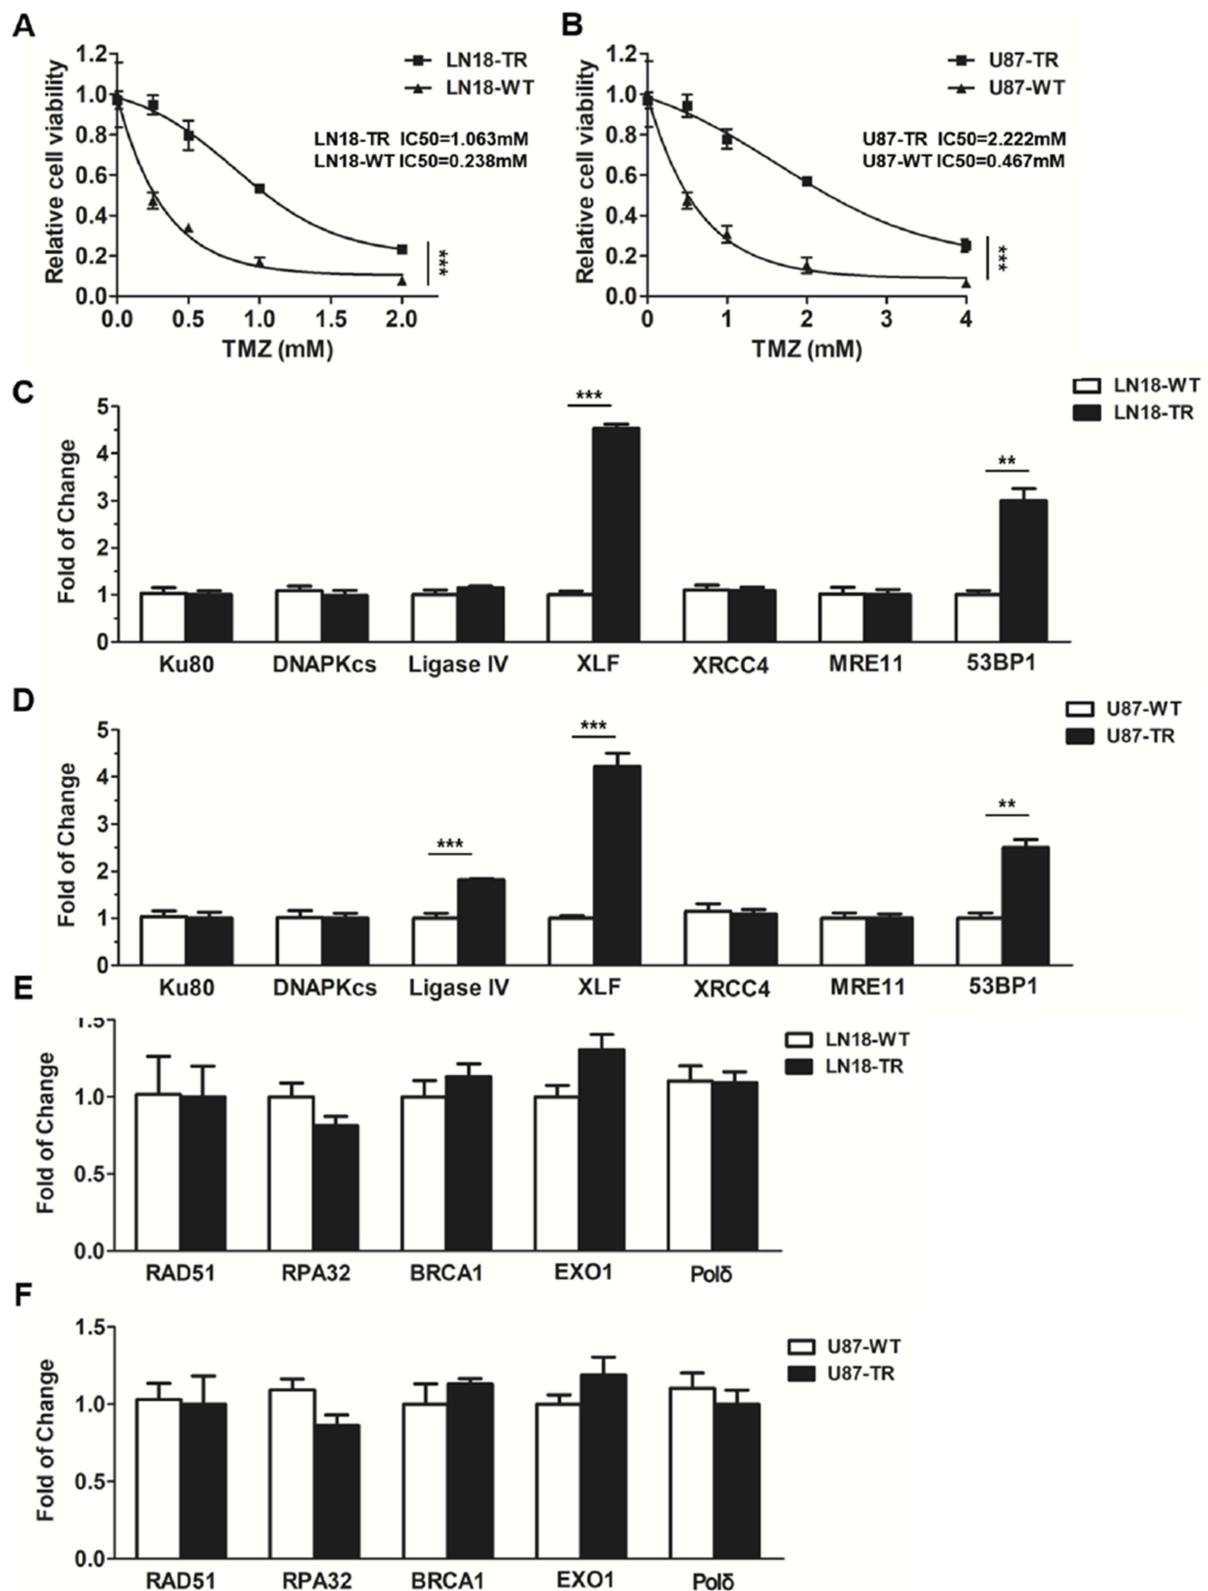 A
Relative cell viability
1.2
1.0
0.8
0.6
0.4
0.2
0.0
0.0 0.5 1.0 1.5 2.0
TMZ (mM)
LN18-TR
LN18-WT
LN18-TR IC50=1.063mM
LN18-WT IC50=0.238mM
***
B
Relative cell viability
1.2
1.0
0.8
0.6
0.4
0.2
0.0
0 1 2 3 4
TMZ (mM)
U87-TR
U87-WT
U87-TR IC50=2.222mM
U87-WT IC50=0.467mM
***
C
Fold of Change
5
4
3
2
1
0
***
**
LN18-WT
LN18-TR
Ku80 DNAPKcs Ligase IV XLF XRCC4 MRE11 53BP1
D
Fold of Change
5
4
3
2
1
0
***
***
**
U87-WT
U87-TR
Ku80 DNAPKcs Ligase IV XLF XRCC4 MRE11 53BP1
E
Fold of Change
1.5
1.0
0.5
0.0
LN18-WT
LN18-TR
RAD51 RPA32 BRCA1 EXO1 Polδ
F
Fold of Change
1.5
1.0
0.5
0.0
U87-WT
U87-TR
RAD51 RPA32 BRCA1 EXO1 Polδ